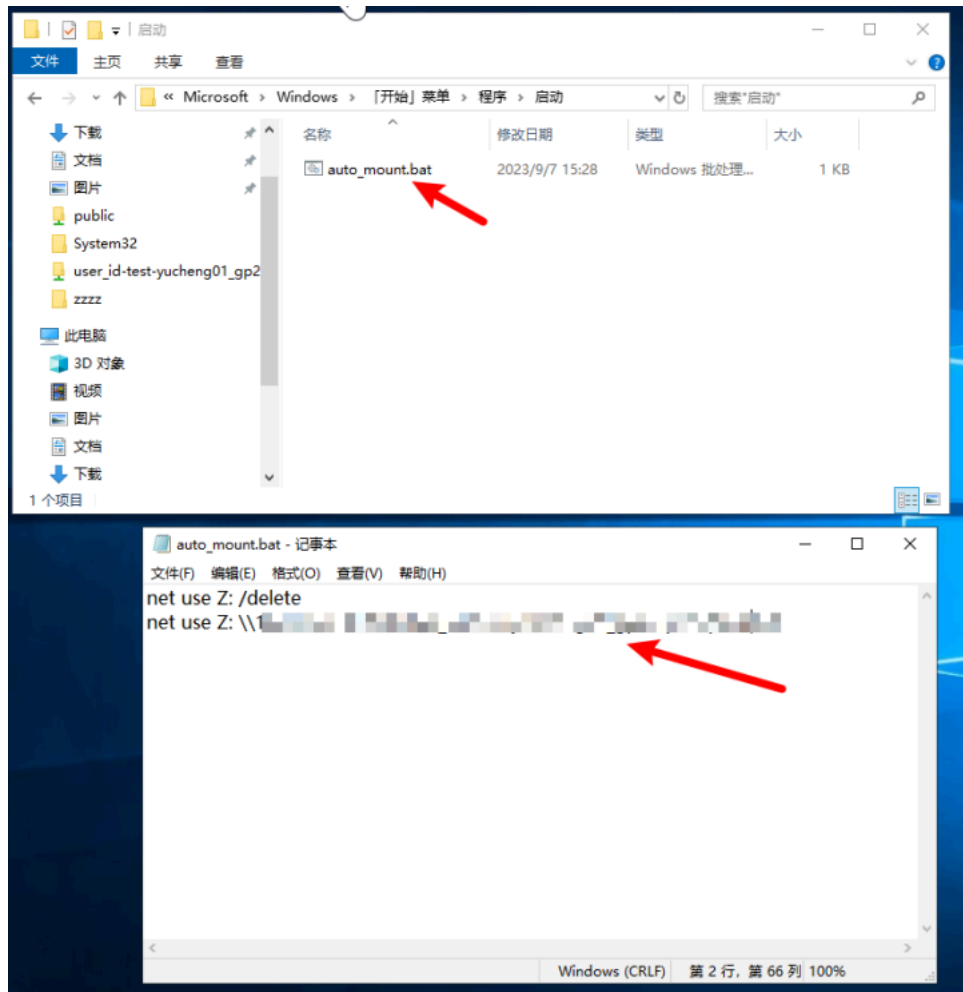 启动
文件 主页 共享 查看
« Microsoft › Windows › 「开始」菜单 › 程序 › 启动 搜索"启动"
下载
文档
图片
public
System32
user_id-test-yucheng01_gp2
zzzz
此电脑
3D 对象
视频
图片
文档
下载
名称 修改日期 类型 大小
auto_mount.bat 2023/9/7 15:28 Windows 批处理... 1 KB
1 个项目
auto_mount.bat - 记事本
文件(F) 编辑(E) 格式(O) 查看(V) 帮助(H)
net use Z: /delete
net use Z: \\1
Windows (CRLF) 第 2 行，第 66 列 100%